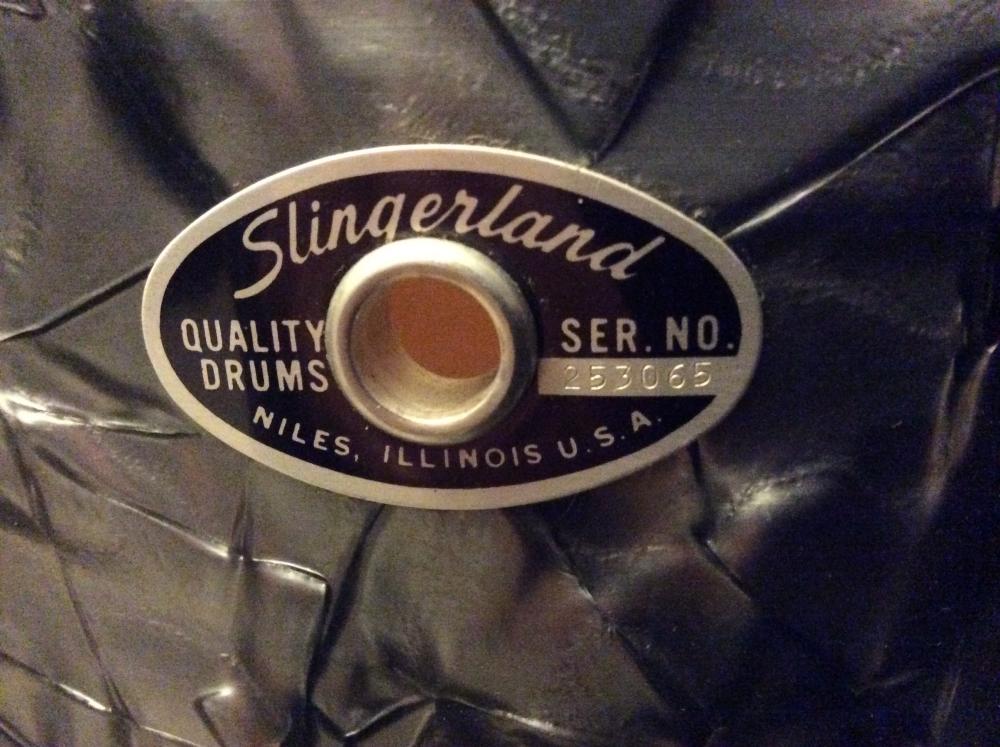 Slingerland
QUALITY
DRUMS
SER. NO.
253065
NILES, ILLINOIS U.S.A.